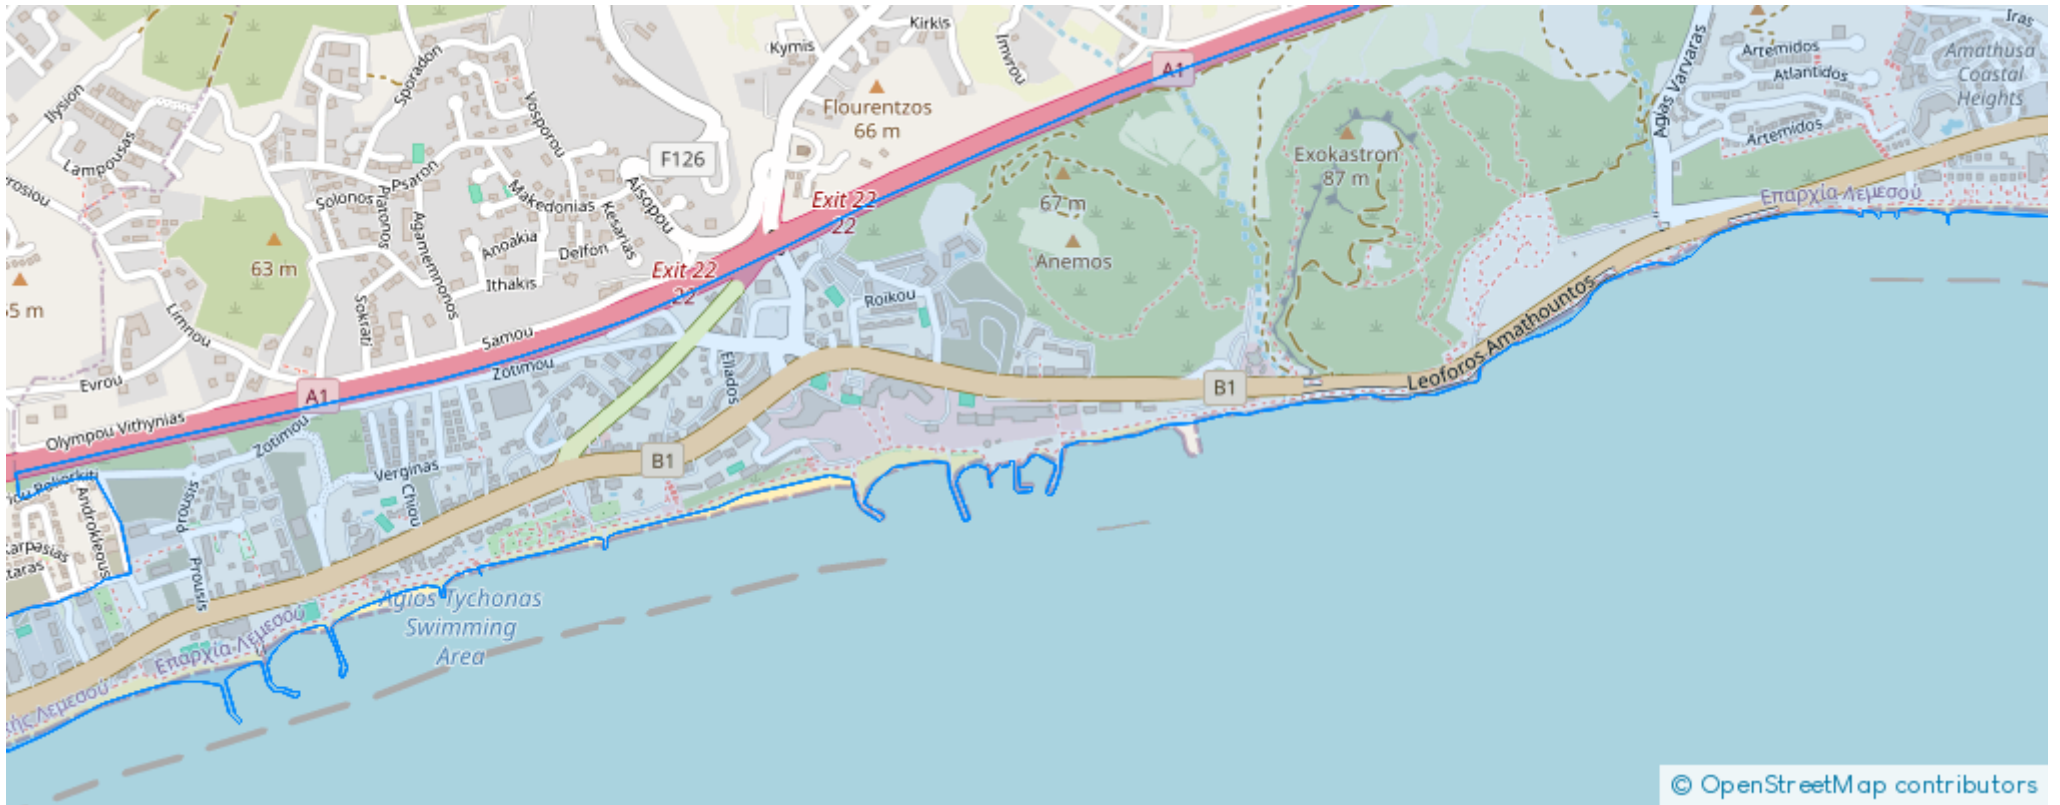 Kirkis
Kymis
Imvrou
A1
Iras
Artemidos
Amathusa
Coastal
Heights
Atlantidos
Artemidos
Agias Varvaras
Ilysion
Sporadon
Vosporou
Flourentzos
66 m
F126
Lampousas
Psaron
Solonos
Platonos
Agamemnonos
Makedonias
Kesarias
Aisopou
Exokastron
87 m
Exit 22
22
67 m
Επαρχία Λεμεσού
Anoakia
Delfon
Ithakis
63 m
Anemos
Exit 22
22
Roikou
Limnou
Sokrati
Samou
Zotimou
Evrou
A1
Eliados
B1
Leoforos Amathountos
Olympou Vithynias
Zotimou
Verginas
Chiou
B1
Androkleous
Prousis
Prousis
Επαρχία Λεμεσού
Agios Tychonas
Swimming
Area
Λεμεσού
© OpenStreetMap contributors